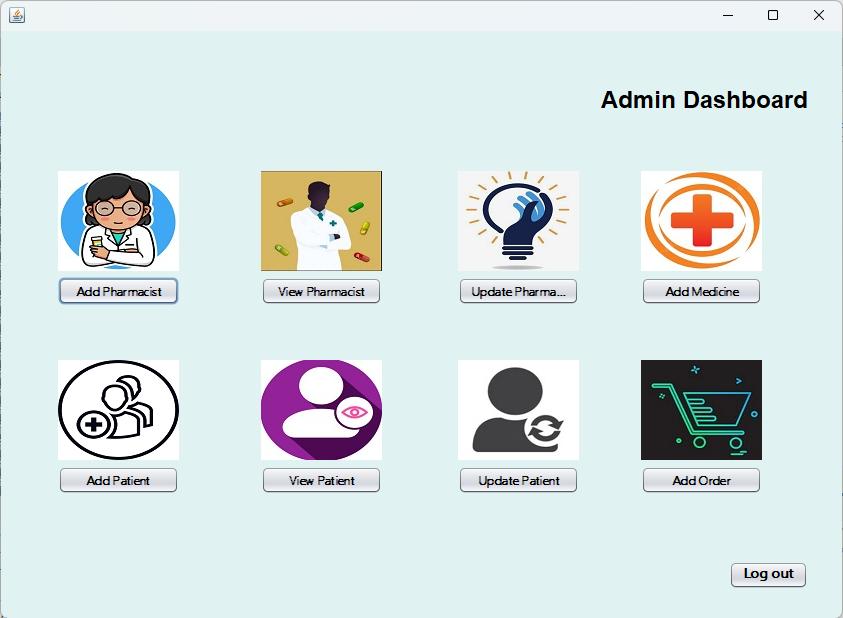 Admin Dashboard
Add Pharmacist
View Pharmacist
Update Pharma...
Add Medicine
Add Patient
View Patient
Update Patient
Add Order
Log out